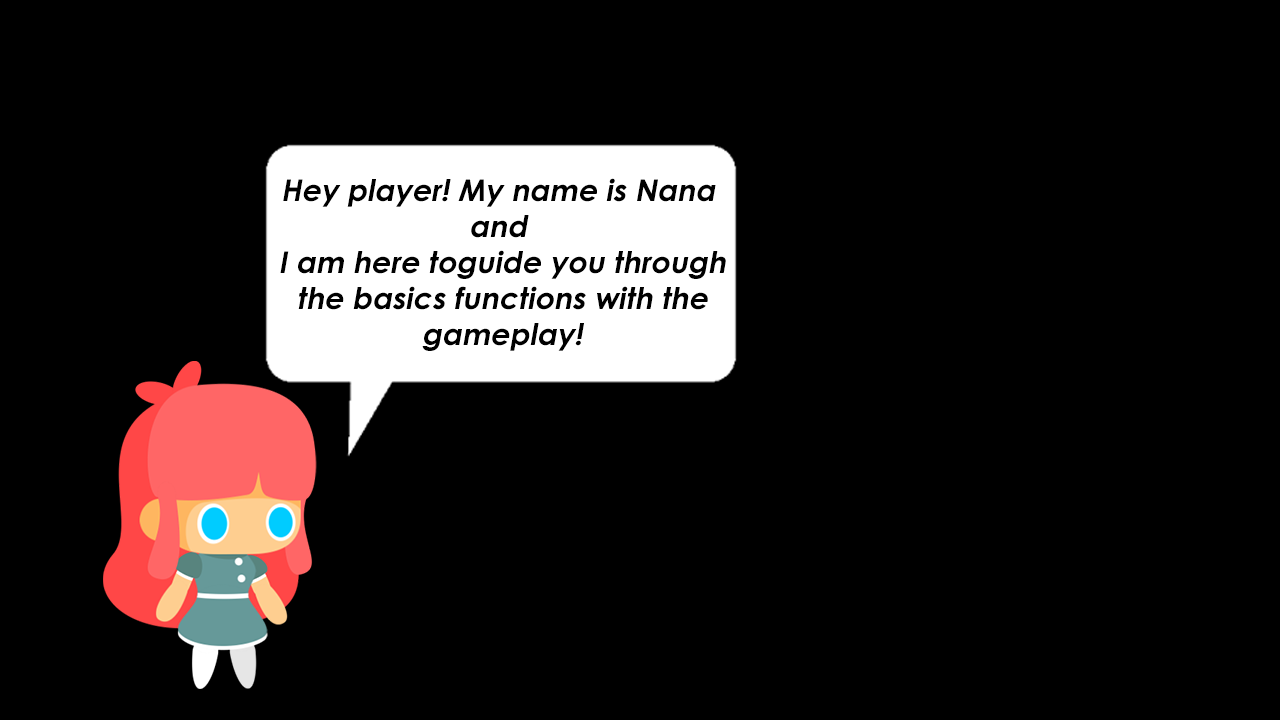 Hey player! My name is Nana
and
I am here toguide you through
the basics functions with the
gameplay!